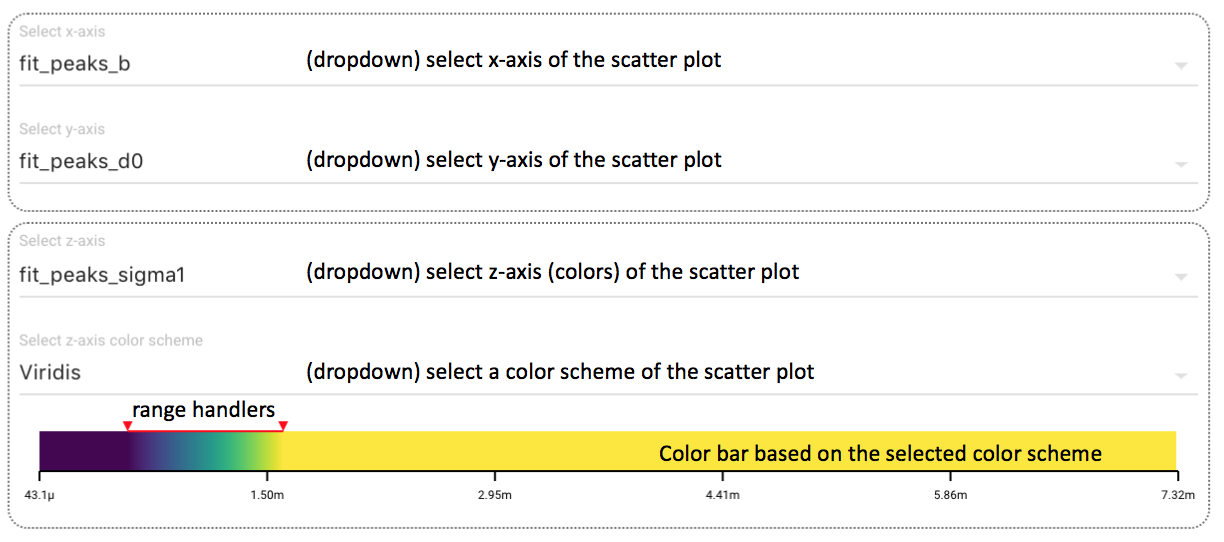 Select x-axis
fit_peaks_b (dropdown) select x-axis of the scatter plot
Select y-axis
fit_peaks_d0 (dropdown) select y-axis of the scatter plot
Select z-axis
fit_peaks_sigma1 (dropdown) select z-axis (colors) of the scatter plot
Select z-axis color scheme
Viridis (dropdown) select a color scheme of the scatter plot
range handlers
Color bar based on the selected color scheme
43.1µ 1.50m 2.95m 4.41m 5.86m 7.32m